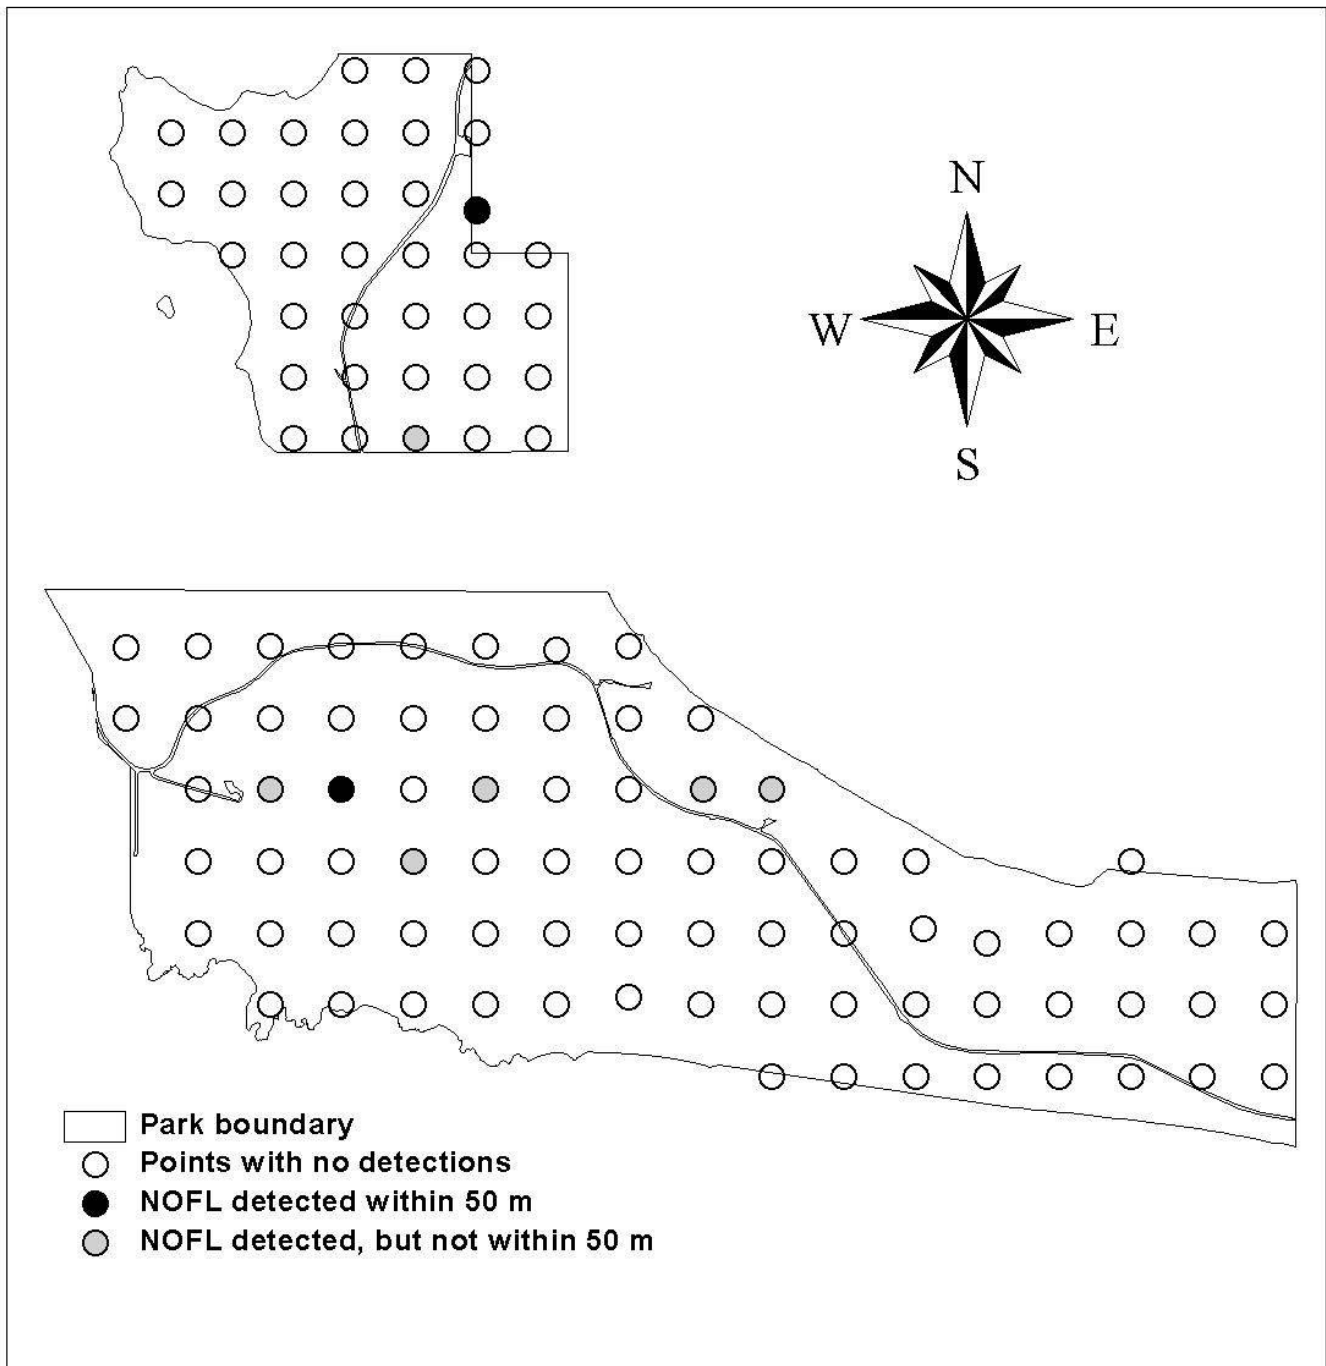 N
W
E
S
Park boundary
Points with no detections
NOFL detected within 50 m
NOFL detected, but not within 50 m